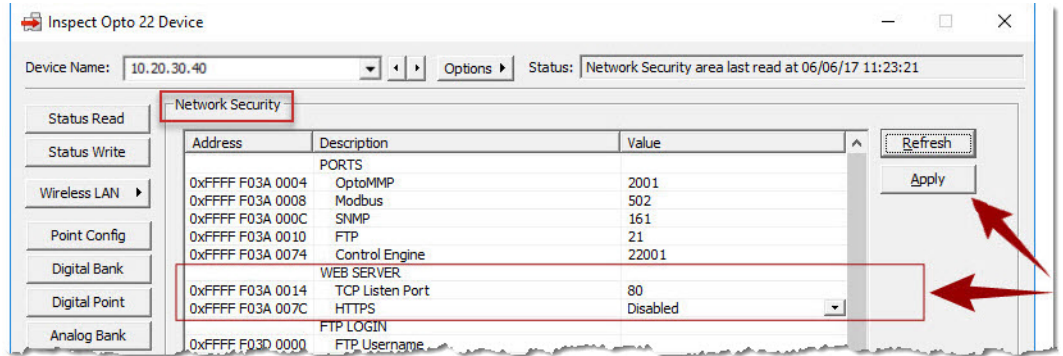 Inspect Opto 22 Device
Device Name: 10.20.30.40 Options Status: Network Security area last read at 06/06/17 11:23:21
Status Read
Status Write
Wireless LAN
Point Config
Digital Bank
Digital Point
Analog Bank
Network Security
Address Description Value
PORTS
0xFFFF F03A 0004 OptoMMP 2001
0xFFFF F03A 0008 Modbus 502
0xFFFF F03A 000C SNMP 161
0xFFFF F03A 0010 FTP 21
0xFFFF F03A 0074 Control Engine 22001
WEB SERVER
0xFFFF F03A 0014 TCP Listen Port 80
0xFFFF F03A 007C HTTPS Disabled
FTP LOGIN
0xFFFF F03D 0000 FTP Username
Refresh
Apply